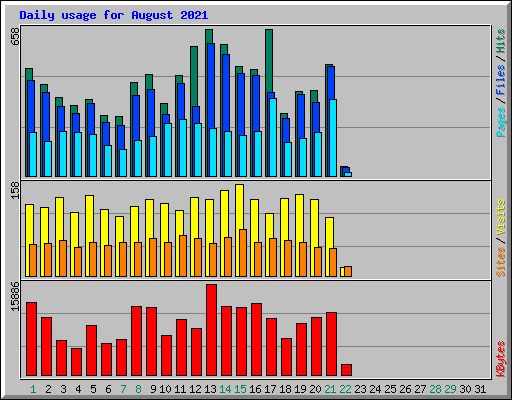 Daily usage for August 2021
658
Pages / Files / Hits
158
Sites / Visits
15886
KBytes
1 2 3 4 5 6 7 8 9 10 11 12 13 14 15 16 17 18 19 20 21 22 23 24 25 26 27 28 29 30 31